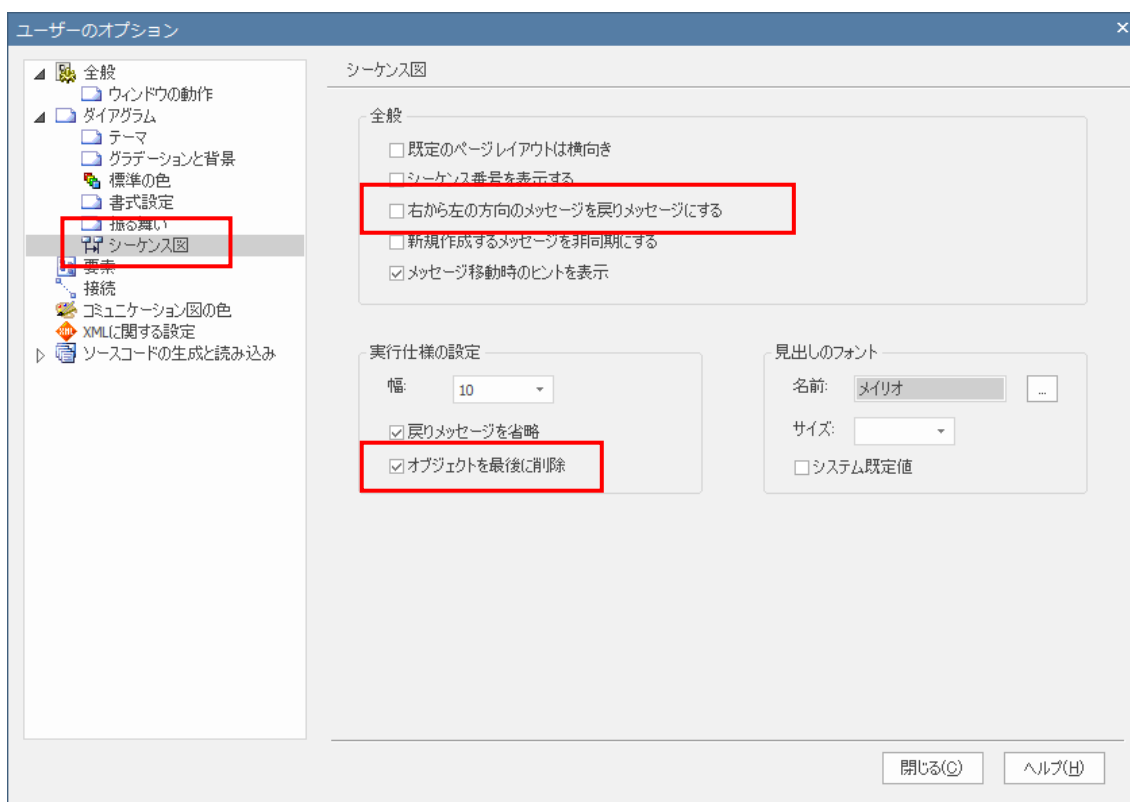 ユーザーのオプション
全般
ウィンドウの動作
ダイアグラム
テーマ
グラデーションと背景
標準の色
書式設定
振る舞い
シーケンス図
要素
接続
コミュニケーション図の色
XMLに関する設定
ソースコードの生成と読み込み
シーケンス図
全般
既定のページレイアウトは横向き
シーケンス番号を表示する
右から左の方向のメッセージを戻りメッセージにする
新規作成するメッセージを非同期にする
メッセージ移動時のヒントを表示
実行仕様の設定
幅:
10
戻りメッセージを省略
オブジェクトを最後に削除
見出しのフォント
名前:
メイリオ
...
サイズ:
システム既定値
閉じる(C)
ヘルプ(H)